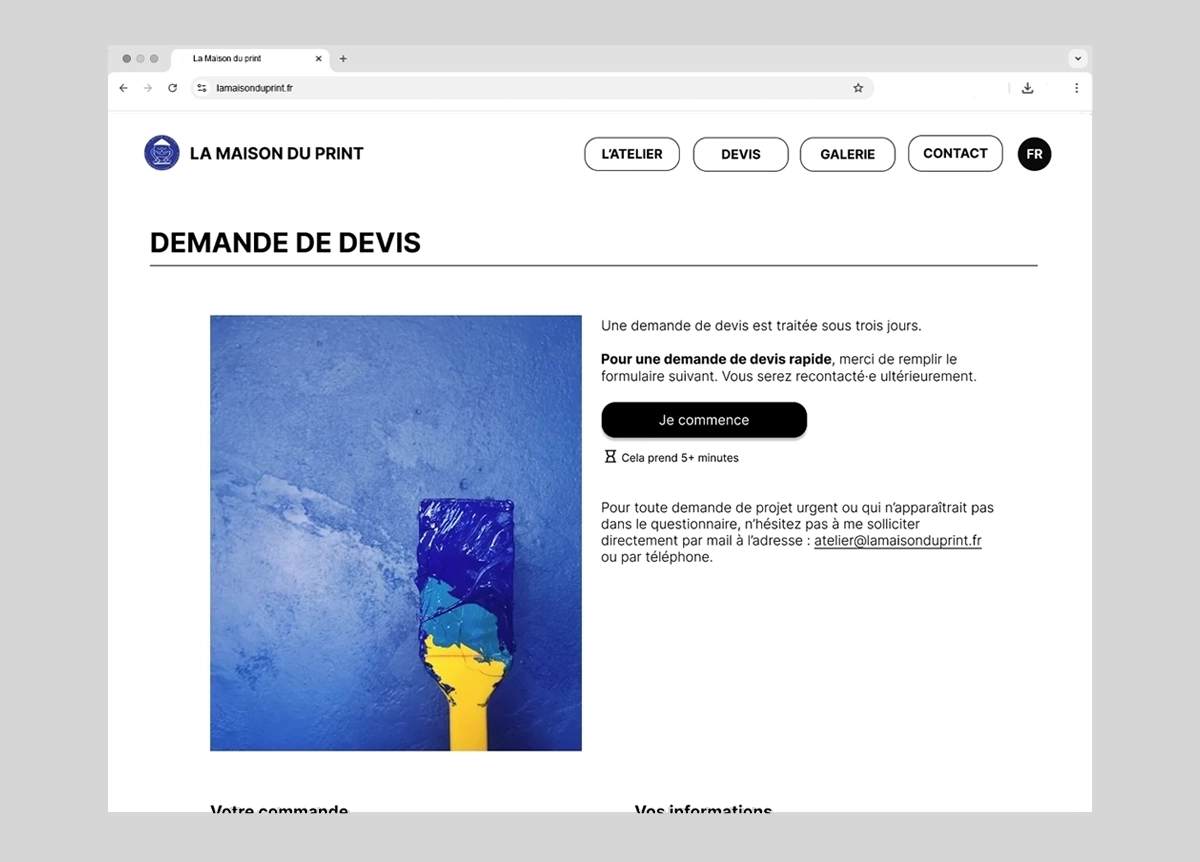 La Maison du print
lamaisonduprint.fr
LA MAISON DU PRINT
L'ATELIER
DEVIS
GALERIE
CONTACT
FR
DEMANDE DE DEVIS
Une demande de devis est traitée sous trois jours.
Pour une demande de devis rapide, merci de remplir le
formulaire suivant. Vous serez recontacté·e ultérieurement.
Je commence
Cela prend 5+ minutes
Pour toute demande de projet urgent ou qui n'apparaîtrait pas
dans le questionnaire, n'hésitez pas à me solliciter
directement par mail à l'adresse : atelier@lamaisonduprint.fr
ou par téléphone.
Votre commande
Vos informations